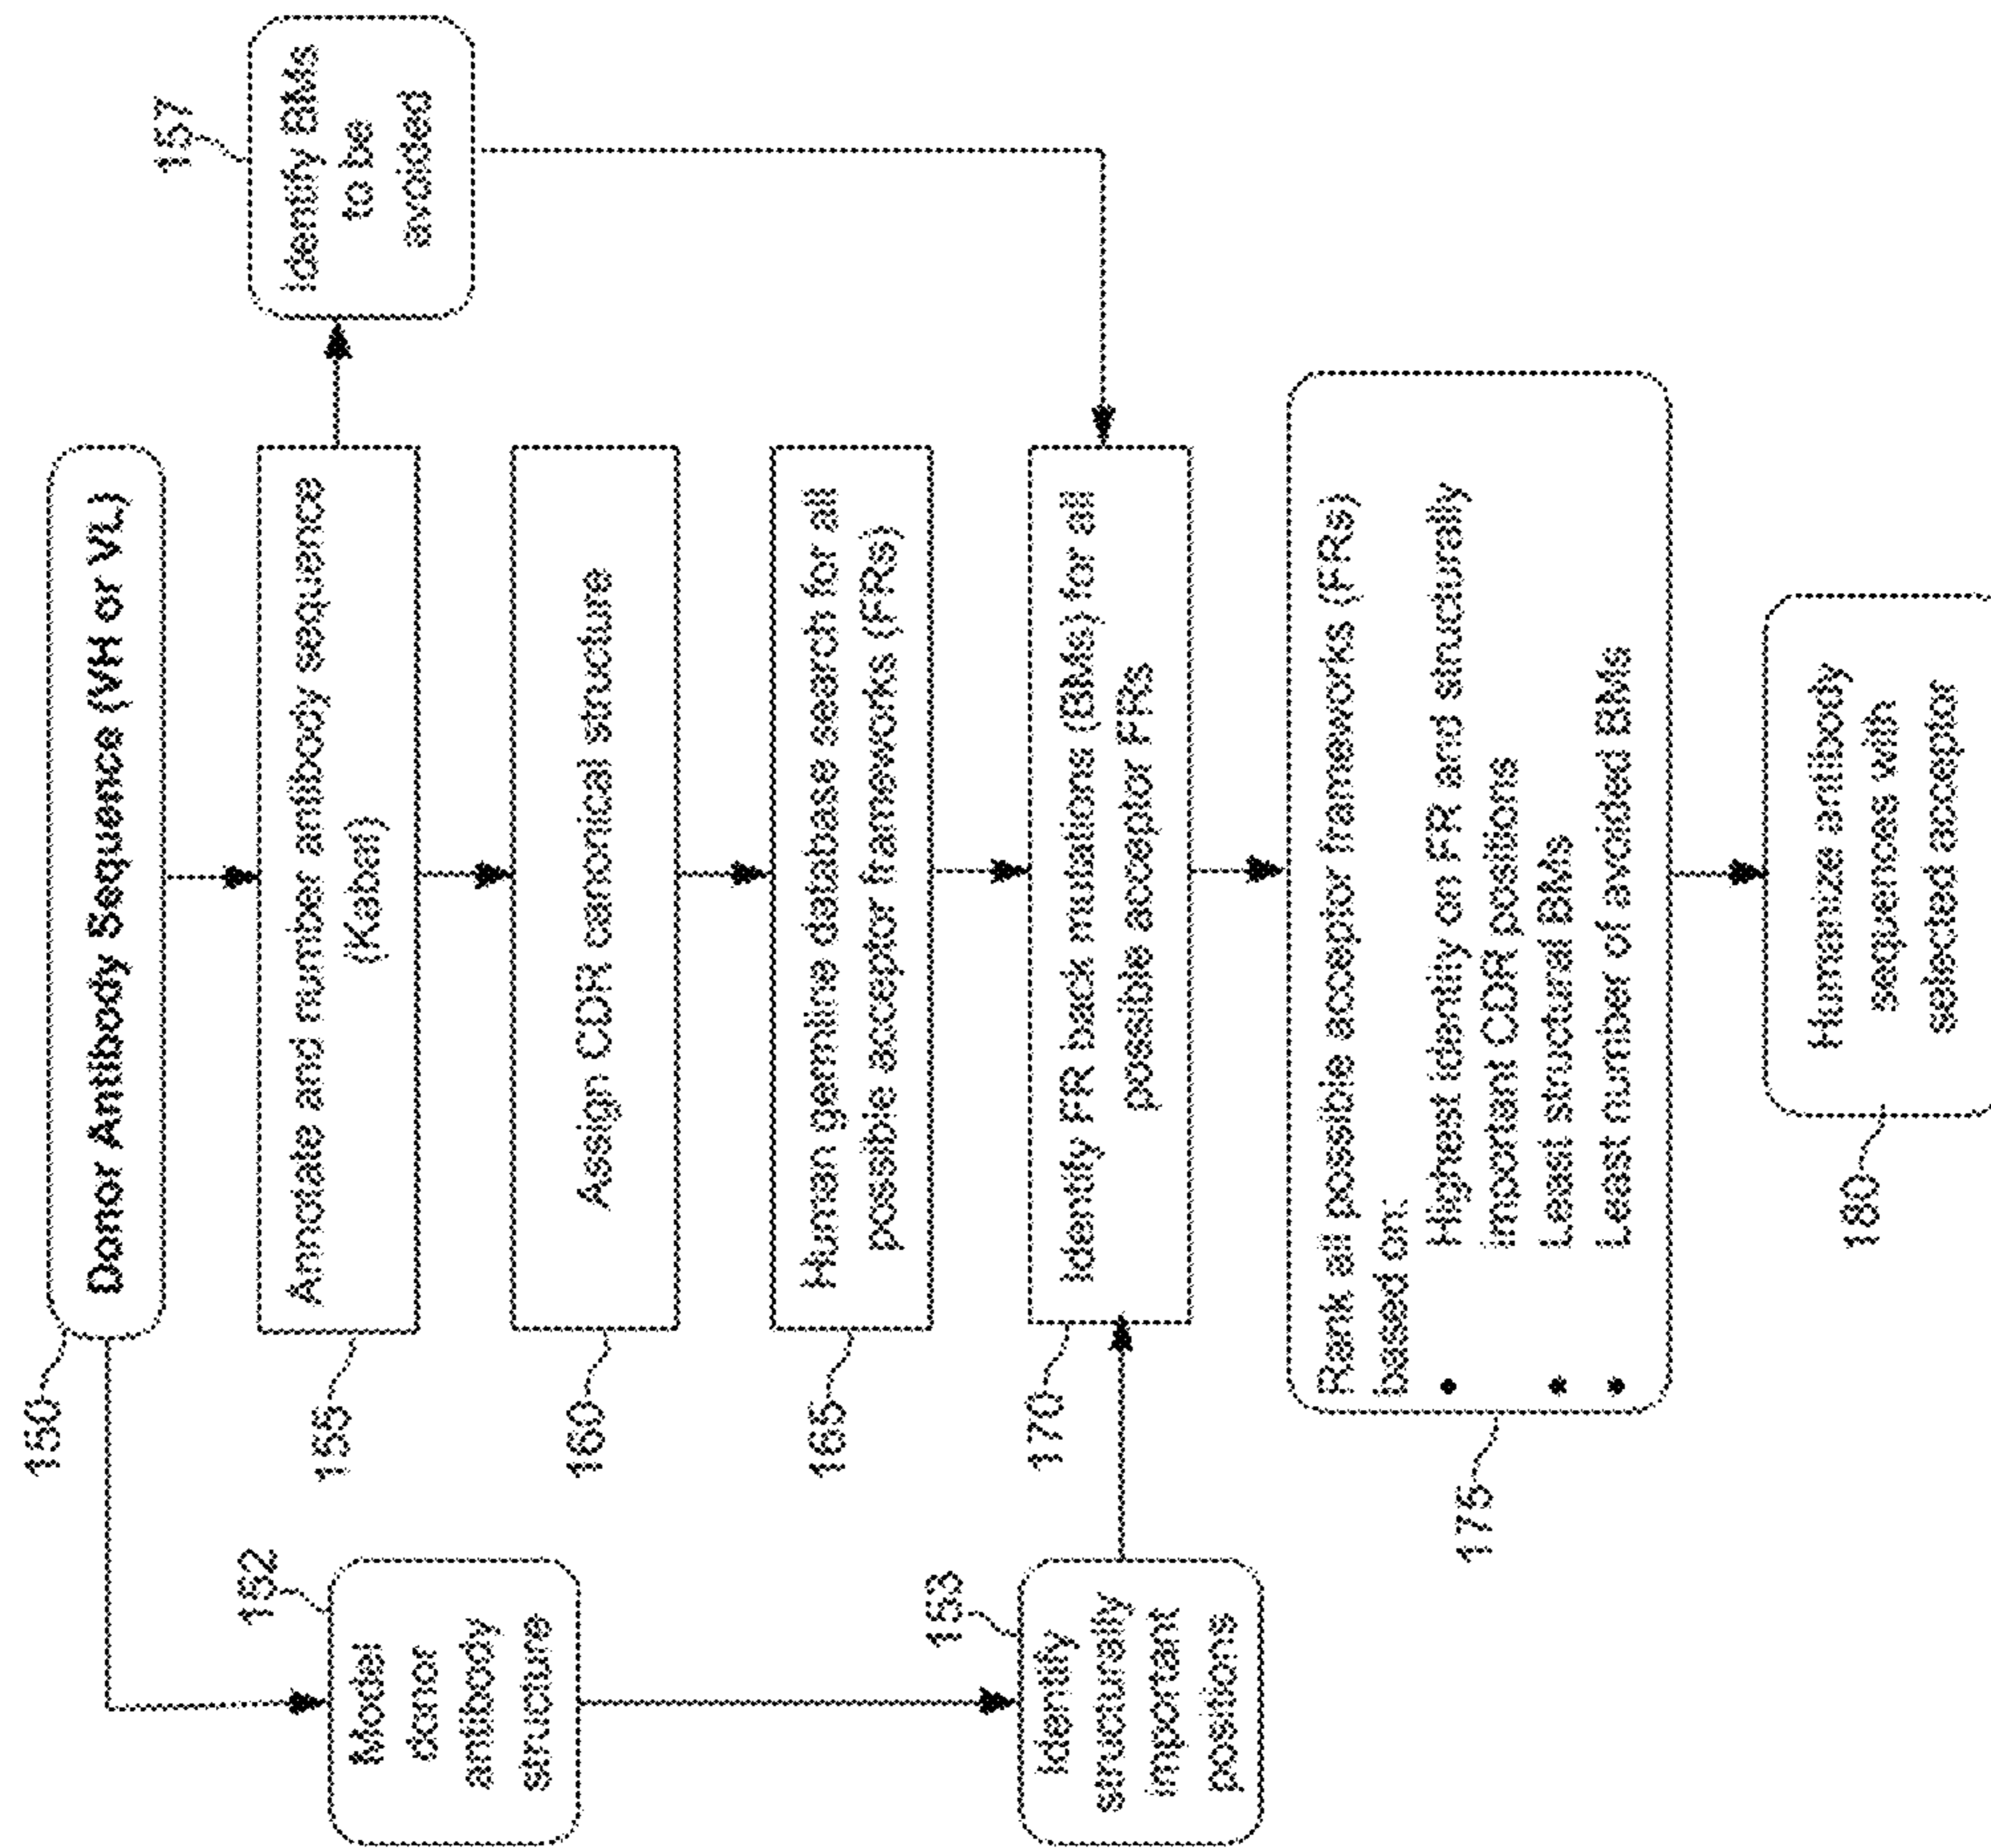 150
Donor Antibody Sequence (VH or VL)
152
Model
donor
antibody
structure
155
Annotate and number antibody sequence
(Kabat)
157
Identify BMs
to be
avoided
160
Assign CDR canonical structure
165
Human germline database search for all
possible acceptor frameworks (FRs)
153
Identify
structurally
important
positions
170
Identify FR back mutations (BMs) for all
possible acceptor FRs
175
Rank all possible acceptor frameworks (FRs)
based on:
• Highest identity on FR and structurally
important CDR positions
• Least structural BMs
• Least number of avoided BMs
180
Humanize antibody
sequences with
selected acceptor